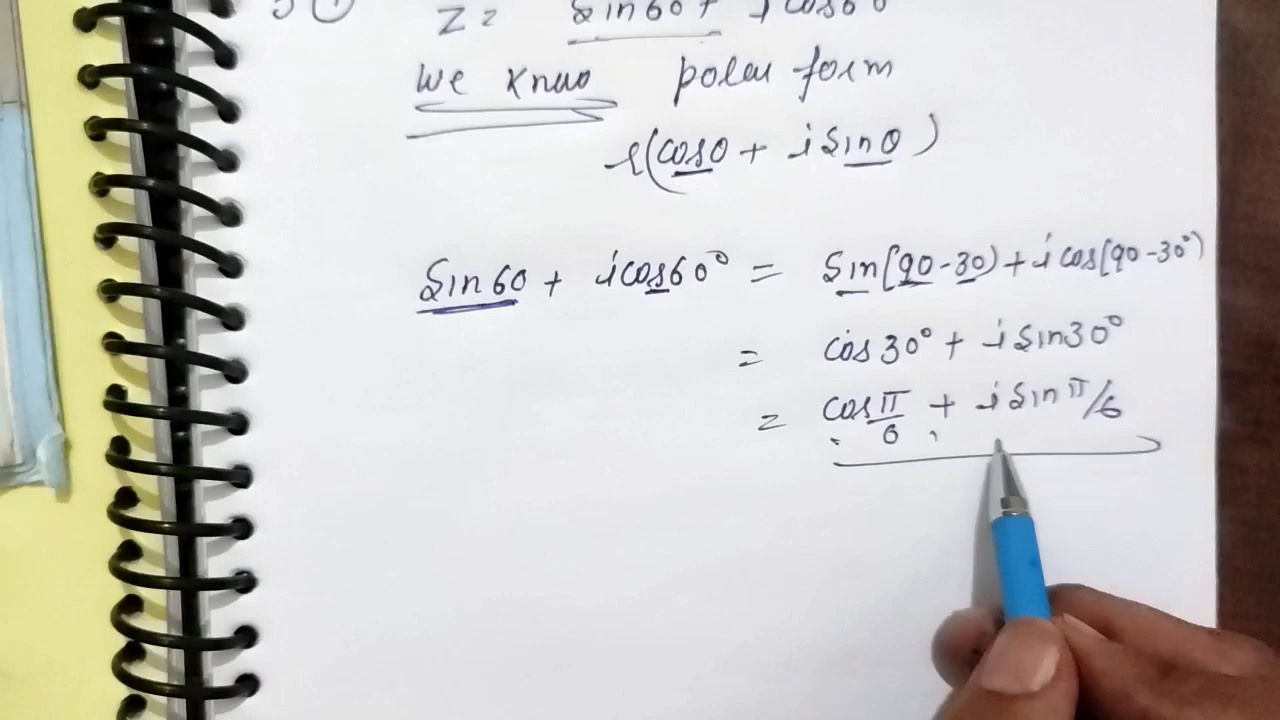 Z = Sin60 + i cos60
We know polar form
r(cosθ + i Sinθ)
Sin60 + icos60° = Sin[90-30) + i cos[90-30°)
= cos30° + i Sin30°
= cos π/6 + i Sin π/6